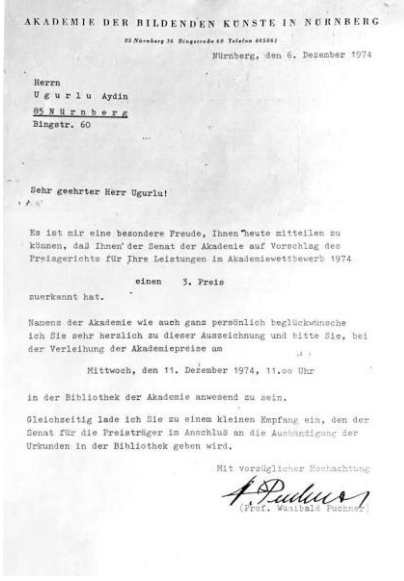 AKADEMIE DER BILDENDEN KÜNSTE IN NÜRNBERG
85 Nürnberg 36 Bingstraße 60 Telefon 405061
Nürnberg, den 6. Dezember 1974
Herrn
U g u r l u Aydin
85 N ü r n b e r g
Bingstr. 60
Sehr geehrter Herr Ugurlu!
Es ist mir eine besondere Freude, Ihnen heute mitteilen zu
können, daß Ihnen der Senat der Akademie auf Vorschlag des
Preisgerichts für Ihre Leistungen im Akademiewettbewerb 1974
einen 3. Preis
zuerkannt hat.
Namens der Akademie wie auch ganz persönlich beglückwünsche
ich Sie sehr herzlich zu dieser Auszeichnung und bitte Sie, bei
der Verleihung der Akademiepreise am
Mittwoch, den 11. Dezember 1974, 11.oo Uhr
in der Bibliothek der Akademie anwesend zu sein.
Gleichzeitig lade ich Sie zu einem kleinen Empfang ein, den der
Senat für die Preisträger im Anschluß an die Aushändigung der
Urkunden in der Bibliothek geben wird.
Mit vorzüglicher Hochachtung
W. Puchner
(Prof. Wunibald Puchner)